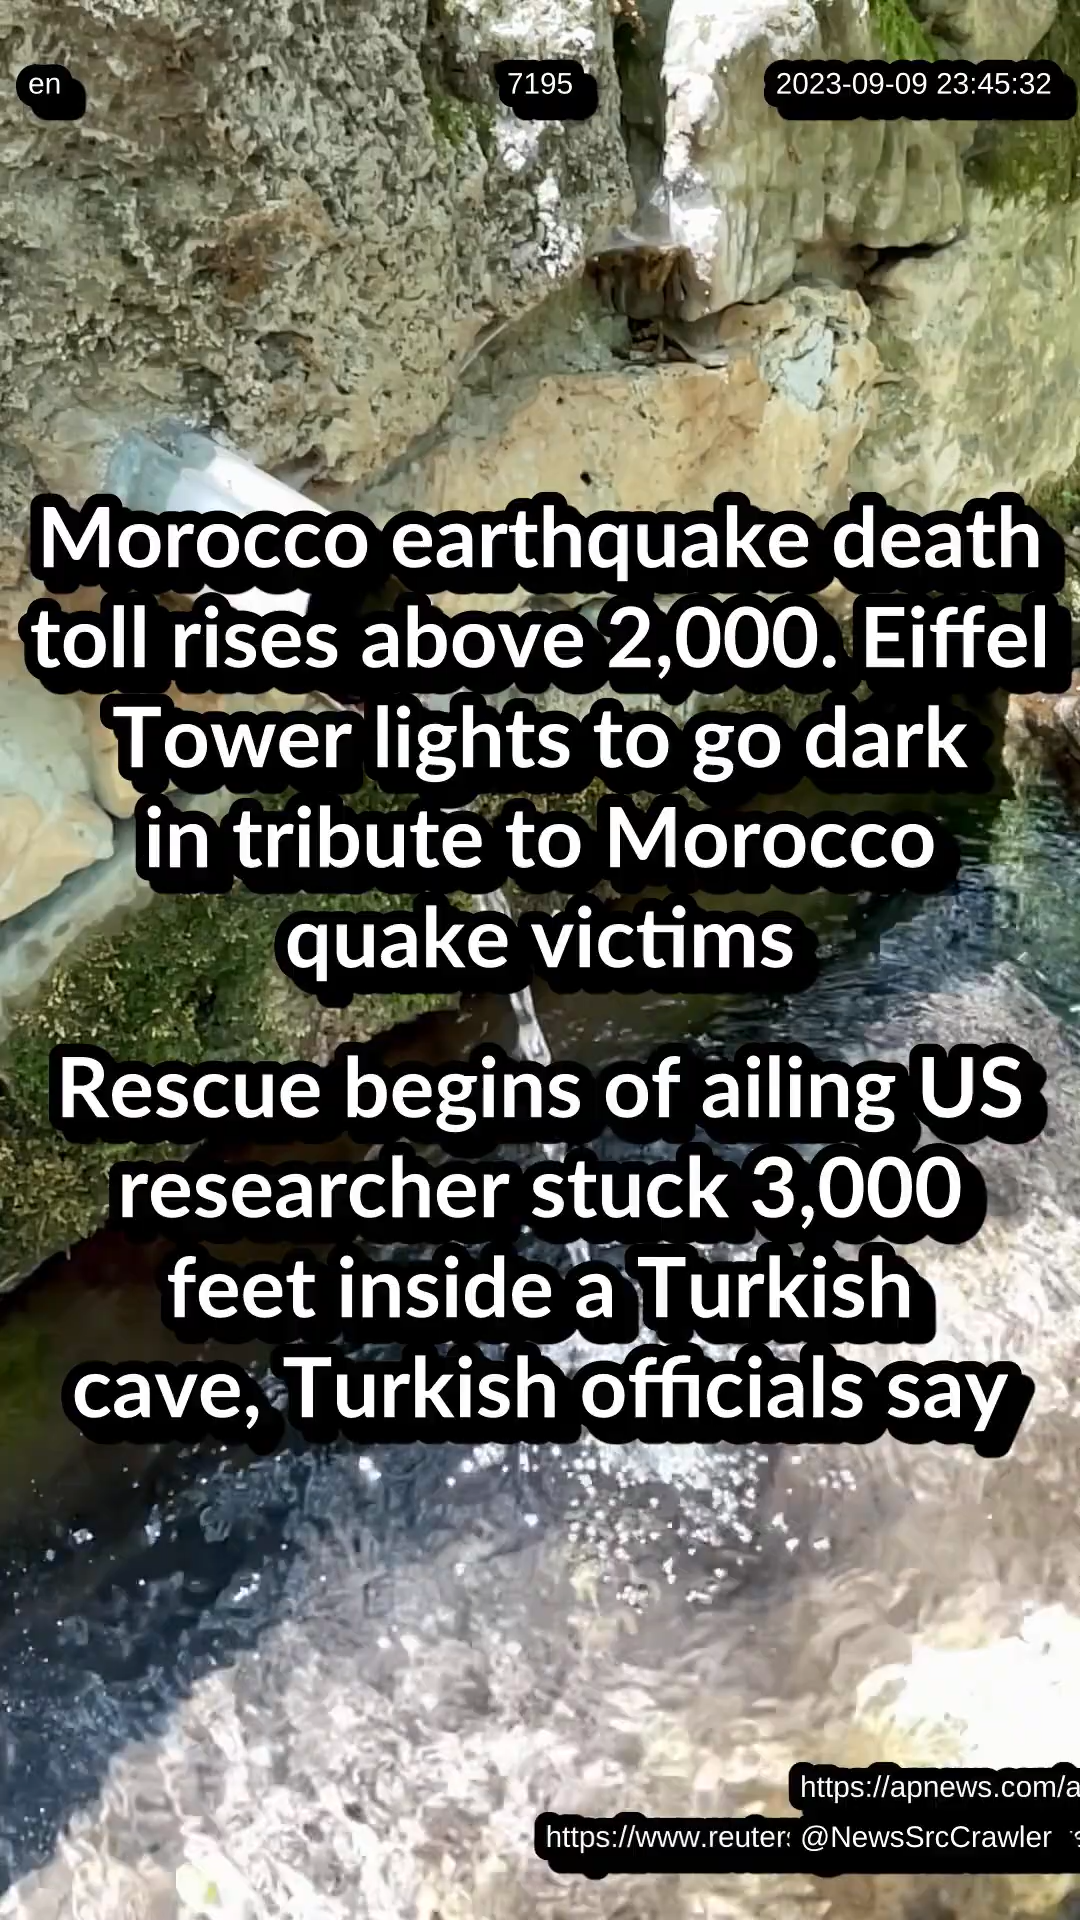 en 7195 2023-09-09 23:45:32
Morocco earthquake death
toll rises above 2,000. Eiffel
Tower lights to go dark
in tribute to Morocco
quake victims
Rescue begins of ailing US
researcher stuck 3,000
feet inside a Turkish
cave, Turkish officials say
https://apnews.com/a
https://www.reuters @NewsSrcCrawler